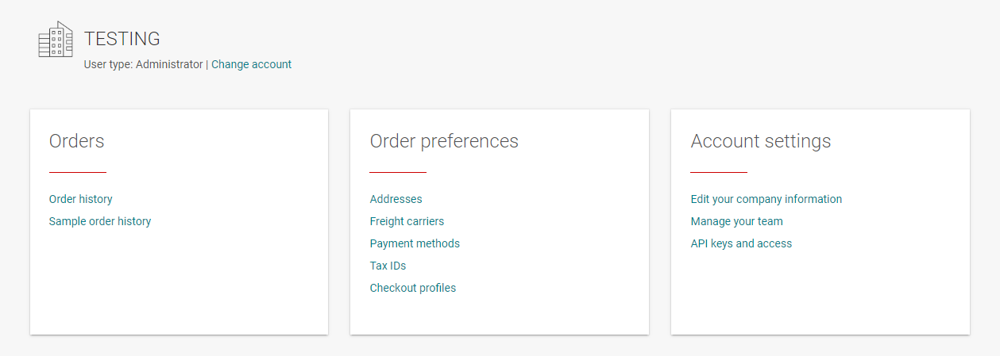 TESTING
User type: Administrator | Change account
Orders
Order history
Sample order history
Order preferences
Addresses
Freight carriers
Payment methods
Tax IDs
Checkout profiles
Account settings
Edit your company information
Manage your team
API keys and access